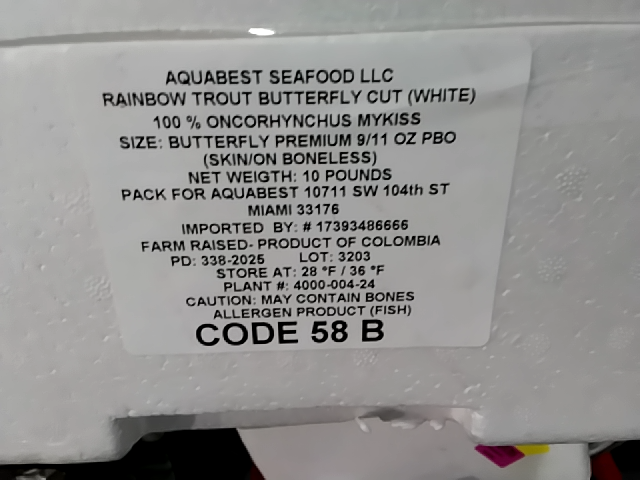 AQUABEST SEAFOOD LLC
RAINBOW TROUT BUTTERFLY CUT (WHITE)
100 % ONCORHYNCHUS MYKISS
SIZE: BUTTERFLY PREMIUM 9/11 OZ PBO
(SKIN/ON BONELESS)
NET WEIGTH: 10 POUNDS
PACK FOR AQUABEST 10711 SW 104th ST
MIAMI 33176
IMPORTED BY: # 17393486666
FARM RAISED- PRODUCT OF COLOMBIA
PD: 338-2025 LOT: 3203
STORE AT: 28 °F / 36 °F
PLANT #: 4000-004-24
CAUTION: MAY CONTAIN BONES
ALLERGEN PRODUCT (FISH)
CODE 58 B